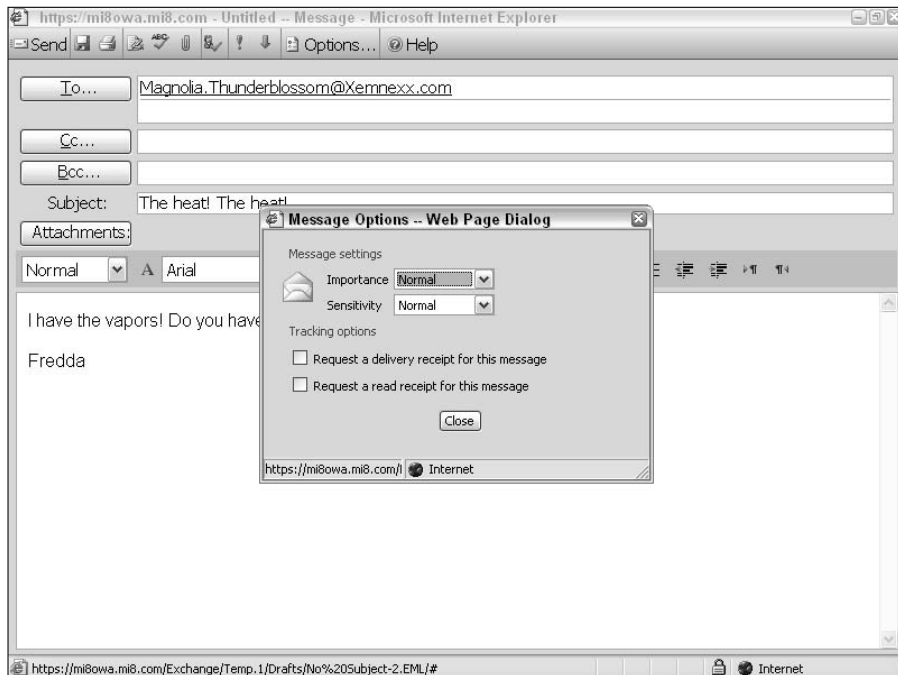 https://mi8owa.mi8.com - Untitled -- Message - Microsoft Internet Explorer
Send ABC Options... Help
To... Magnolia.Thunderblossom@Xemnexx.com
Cc...
Bcc...
Subject: The heat! The heat!
Attachments:
Normal A Arial
I have the vapors! Do you have
Fredda
Message Options -- Web Page Dialog
Message settings
Importance Normal
Sensitivity Normal
Tracking options
Request a delivery receipt for this message
Request a read receipt for this message
Close
https://mi8owa.mi8.com/ Internet
https://mi8owa.mi8.com/Exchange/Temp.1/Drafts/No%20Subject-2.EML/# Internet